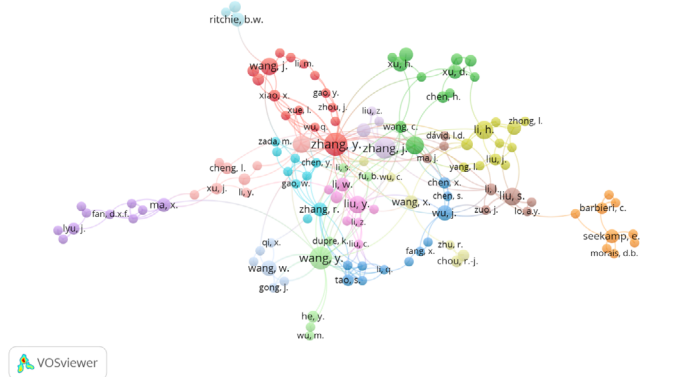 ritchie, b.w.
wang, j.
li, m.
xu, h.
xu, d.
xiao, x.
gao, y.
zhou, j.
chen, h.
xue, l.
liu, z.
wu, q.
wang, c.
dávid, l.d.
li, h.
zhong, l.
zada, m.
zhang, y.
zhang, j.
chen, y.
ma, j.
liu, j.
cheng, l.
li, s.
yang, l.
gao, w.
li, w.
fu, b.
wu, c.
chen, x.
xu, j.
li, y.
li, l.
liu, s.
chen, s.
ma, x.
liu, y.
wang, x.
fan, d.x.f.
zhang, r.
wu, j.
zuo, j.
lo, a.y.
barbieri, c.
lyu, j.
li, z.
qi, x.
dupre, k.
liu, c.
zhu, r.
seekamp, e.
fang, x.
wang, y.
chou, r.-j.
morais, d.b.
wang, w.
li, q.
tao, s.
gong, j.
he, y.
wu, m.
VOSviewer